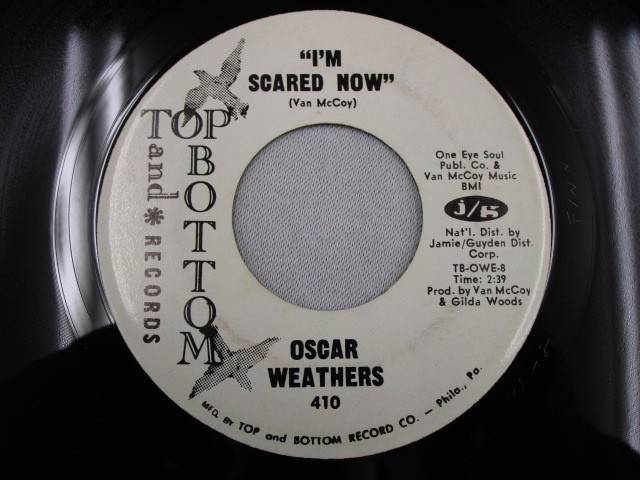 "I'M
SCARED NOW"
(Van McCoy)
TOP
and
BOTTOM
* RECORDS
One Eye Soul
Publ. Co. &
Van McCoy Music
BMI
j/g
Nat'l. Dist. by
Jamie/Guyden Dist.
Corp.
TB-OWE-8
Time: 2:39
Prod. by Van McCoy
& Gilda Woods
OSCAR
WEATHERS
410
MFD. BY TOP and BOTTOM RECORD CO. — Phila., Pa.